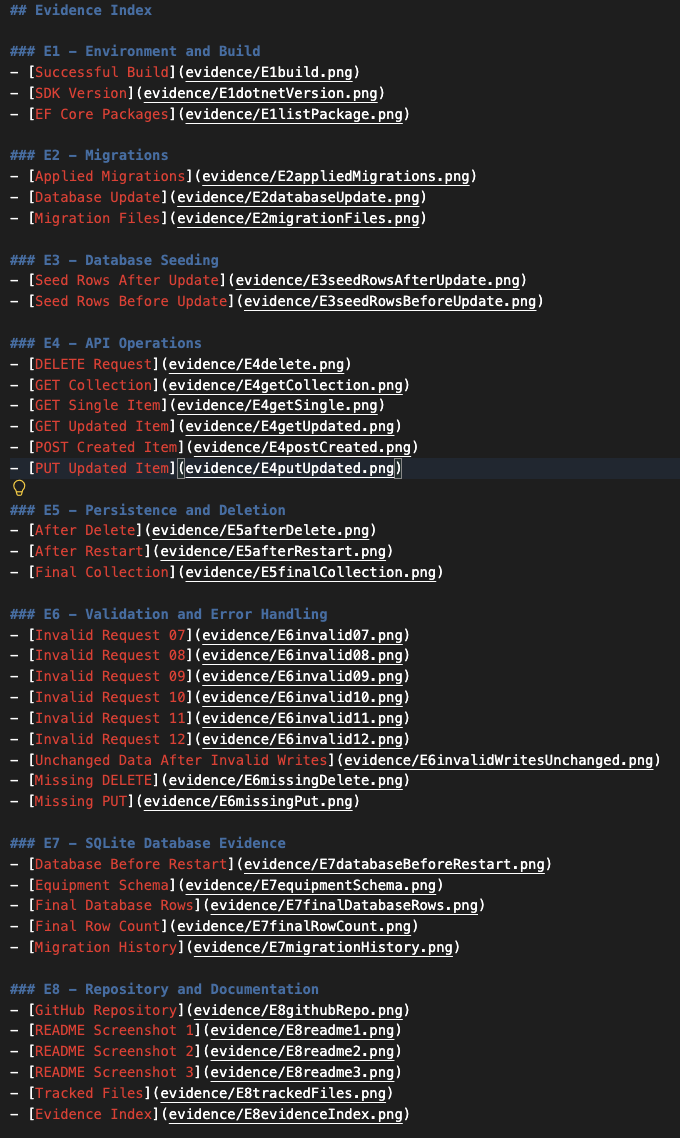 ## Evidence Index
### E1 – Environment and Build
– [Successful Build](evidence/E1build.png)
– [SDK Version](evidence/E1dotnetVersion.png)
– [EF Core Packages](evidence/E1listPackage.png)
### E2 – Migrations
– [Applied Migrations](evidence/E2appliedMigrations.png)
– [Database Update](evidence/E2databaseUpdate.png)
– [Migration Files](evidence/E2migrationFiles.png)
### E3 – Database Seeding
– [Seed Rows After Update](evidence/E3seedRowsAfterUpdate.png)
– [Seed Rows Before Update](evidence/E3seedRowsBeforeUpdate.png)
### E4 – API Operations
– [DELETE Request](evidence/E4delete.png)
– [GET Collection](evidence/E4getCollection.png)
– [GET Single Item](evidence/E4getSingle.png)
– [GET Updated Item](evidence/E4getUpdated.png)
– [POST Created Item](evidence/E4postCreated.png)
– [PUT Updated Item](evidence/E4putUpdated.png)
### E5 – Persistence and Deletion
– [After Delete](evidence/E5afterDelete.png)
– [After Restart](evidence/E5afterRestart.png)
– [Final Collection](evidence/E5finalCollection.png)
### E6 – Validation and Error Handling
– [Invalid Request 07](evidence/E6invalid07.png)
– [Invalid Request 08](evidence/E6invalid08.png)
– [Invalid Request 09](evidence/E6invalid09.png)
– [Invalid Request 10](evidence/E6invalid10.png)
– [Invalid Request 11](evidence/E6invalid11.png)
– [Invalid Request 12](evidence/E6invalid12.png)
– [Unchanged Data After Invalid Writes](evidence/E6invalidWritesUnchanged.png)
– [Missing DELETE](evidence/E6missingDelete.png)
– [Missing PUT](evidence/E6missingPut.png)
### E7 – SQLite Database Evidence
– [Database Before Restart](evidence/E7databaseBeforeRestart.png)
– [Equipment Schema](evidence/E7equipmentSchema.png)
– [Final Database Rows](evidence/E7finalDatabaseRows.png)
– [Final Row Count](evidence/E7finalRowCount.png)
– [Migration History](evidence/E7migrationHistory.png)
### E8 – Repository and Documentation
– [GitHub Repository](evidence/E8githubRepo.png)
– [README Screenshot 1](evidence/E8readme1.png)
– [README Screenshot 2](evidence/E8readme2.png)
– [README Screenshot 3](evidence/E8readme3.png)
– [Tracked Files](evidence/E8trackedFiles.png)
– [Evidence Index](evidence/E8evidenceIndex.png)